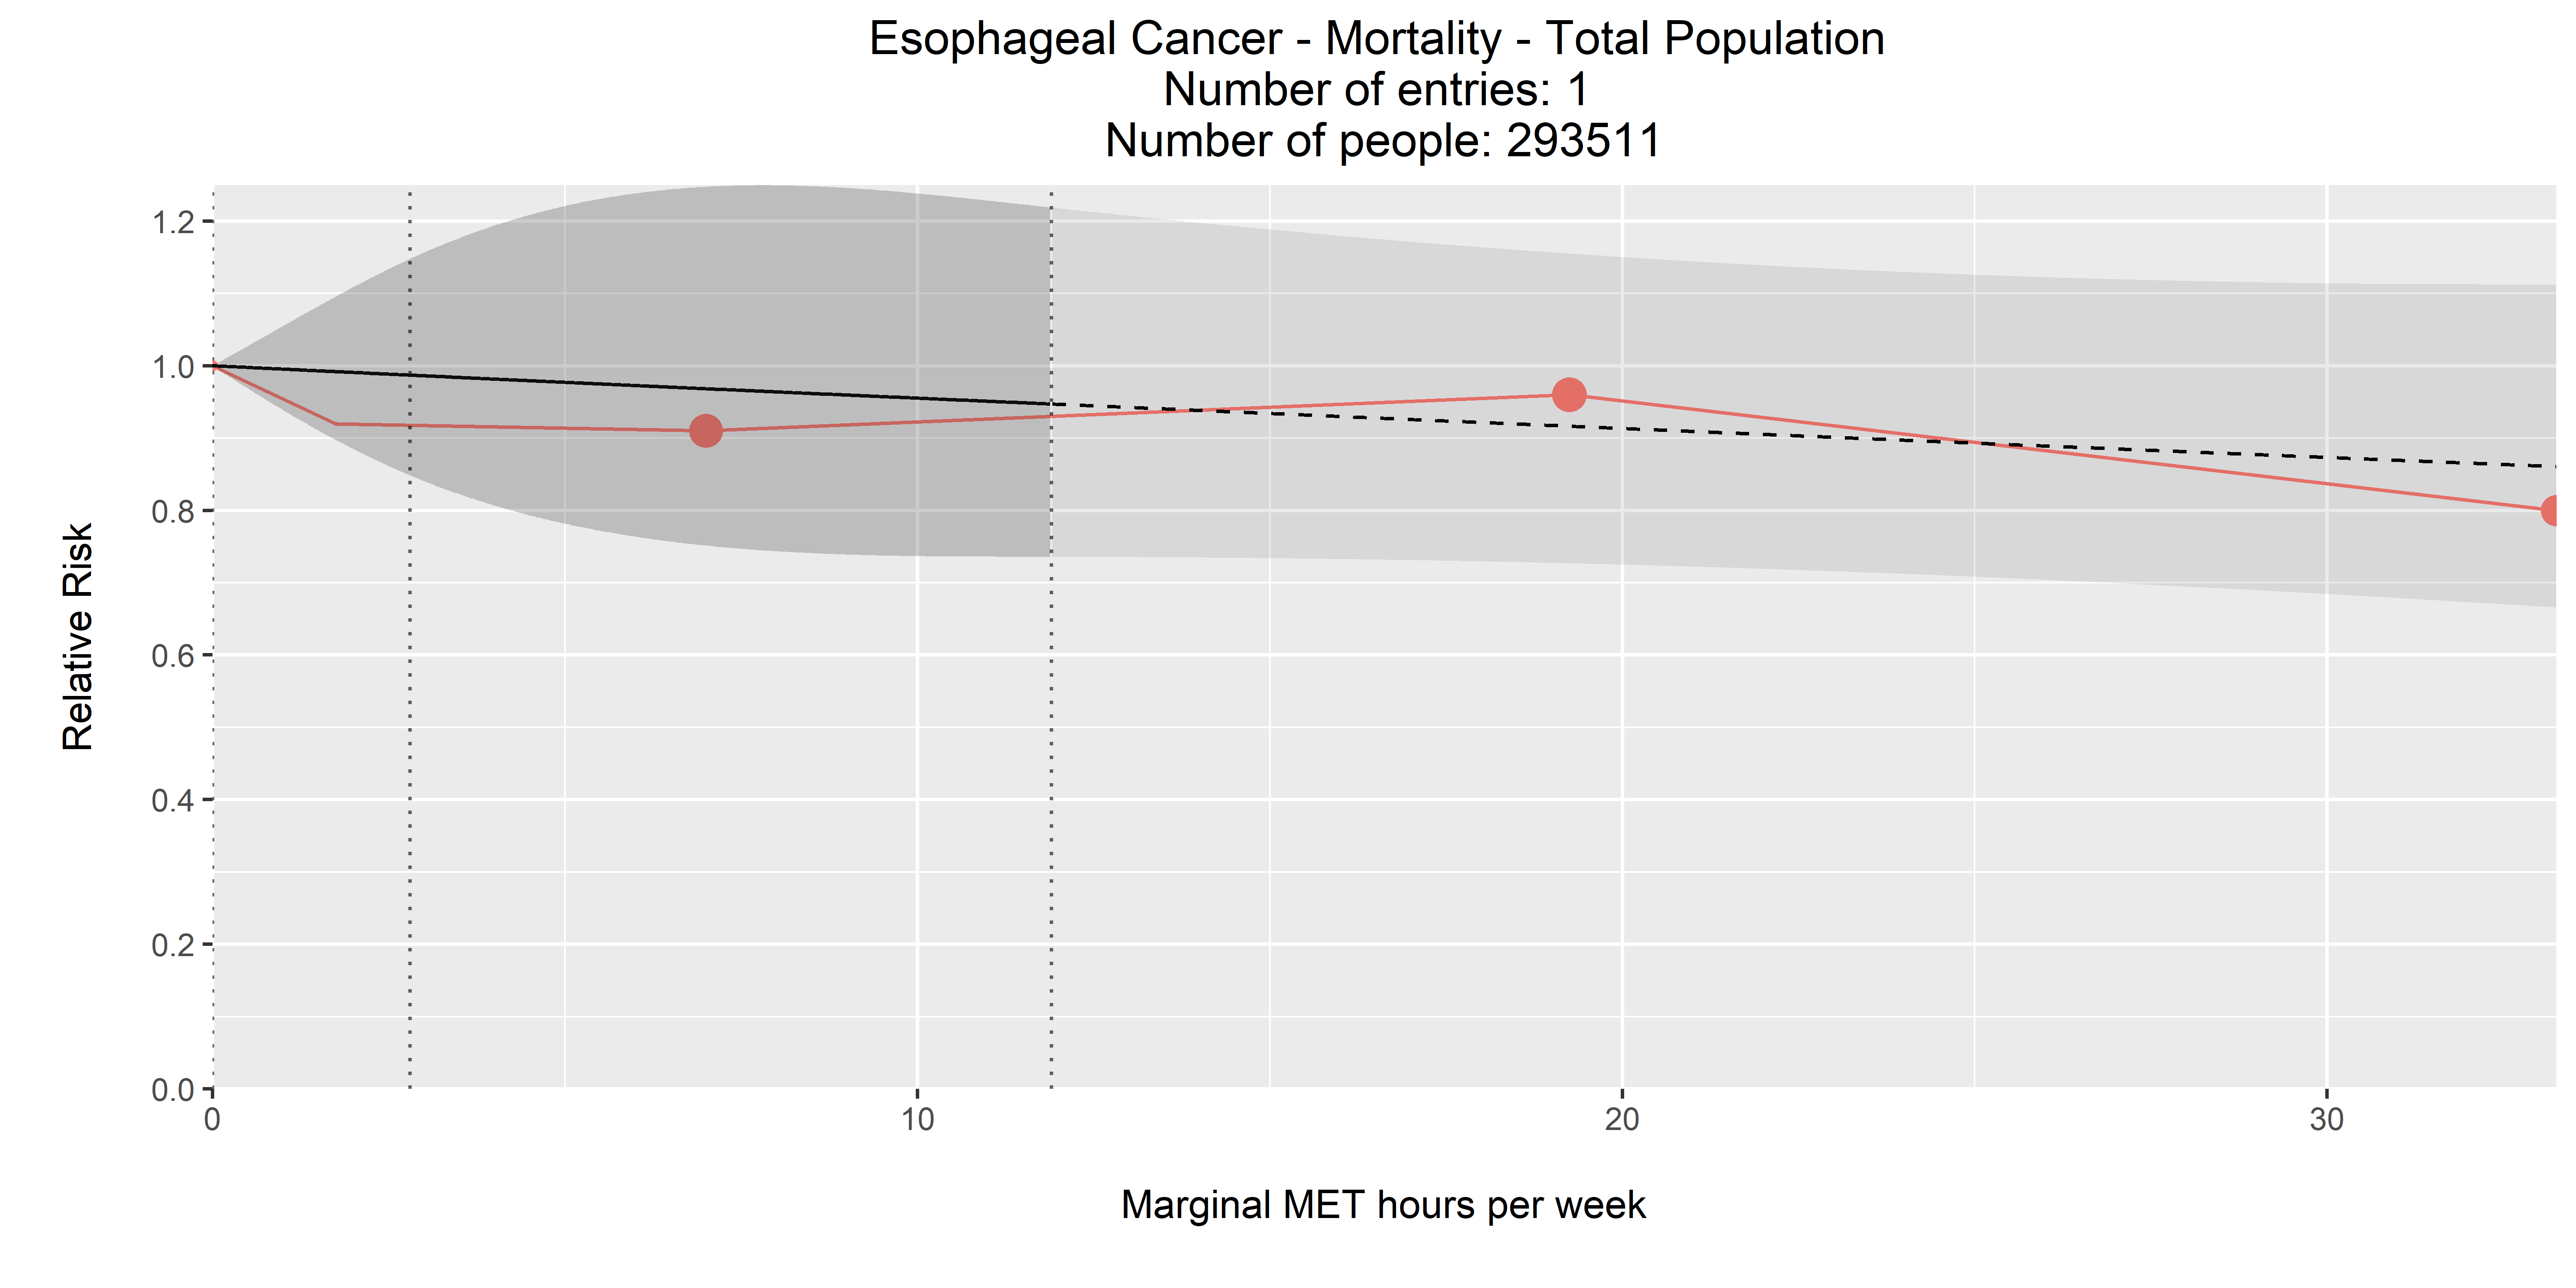 Esophageal Cancer - Mortality - Total Population
Number of entries: 1
Number of people: 293511
Relative Risk
1.2
1.0
0.8
0.6
0.4
0.2
0.0
0
10
20
30
Marginal MET hours per week